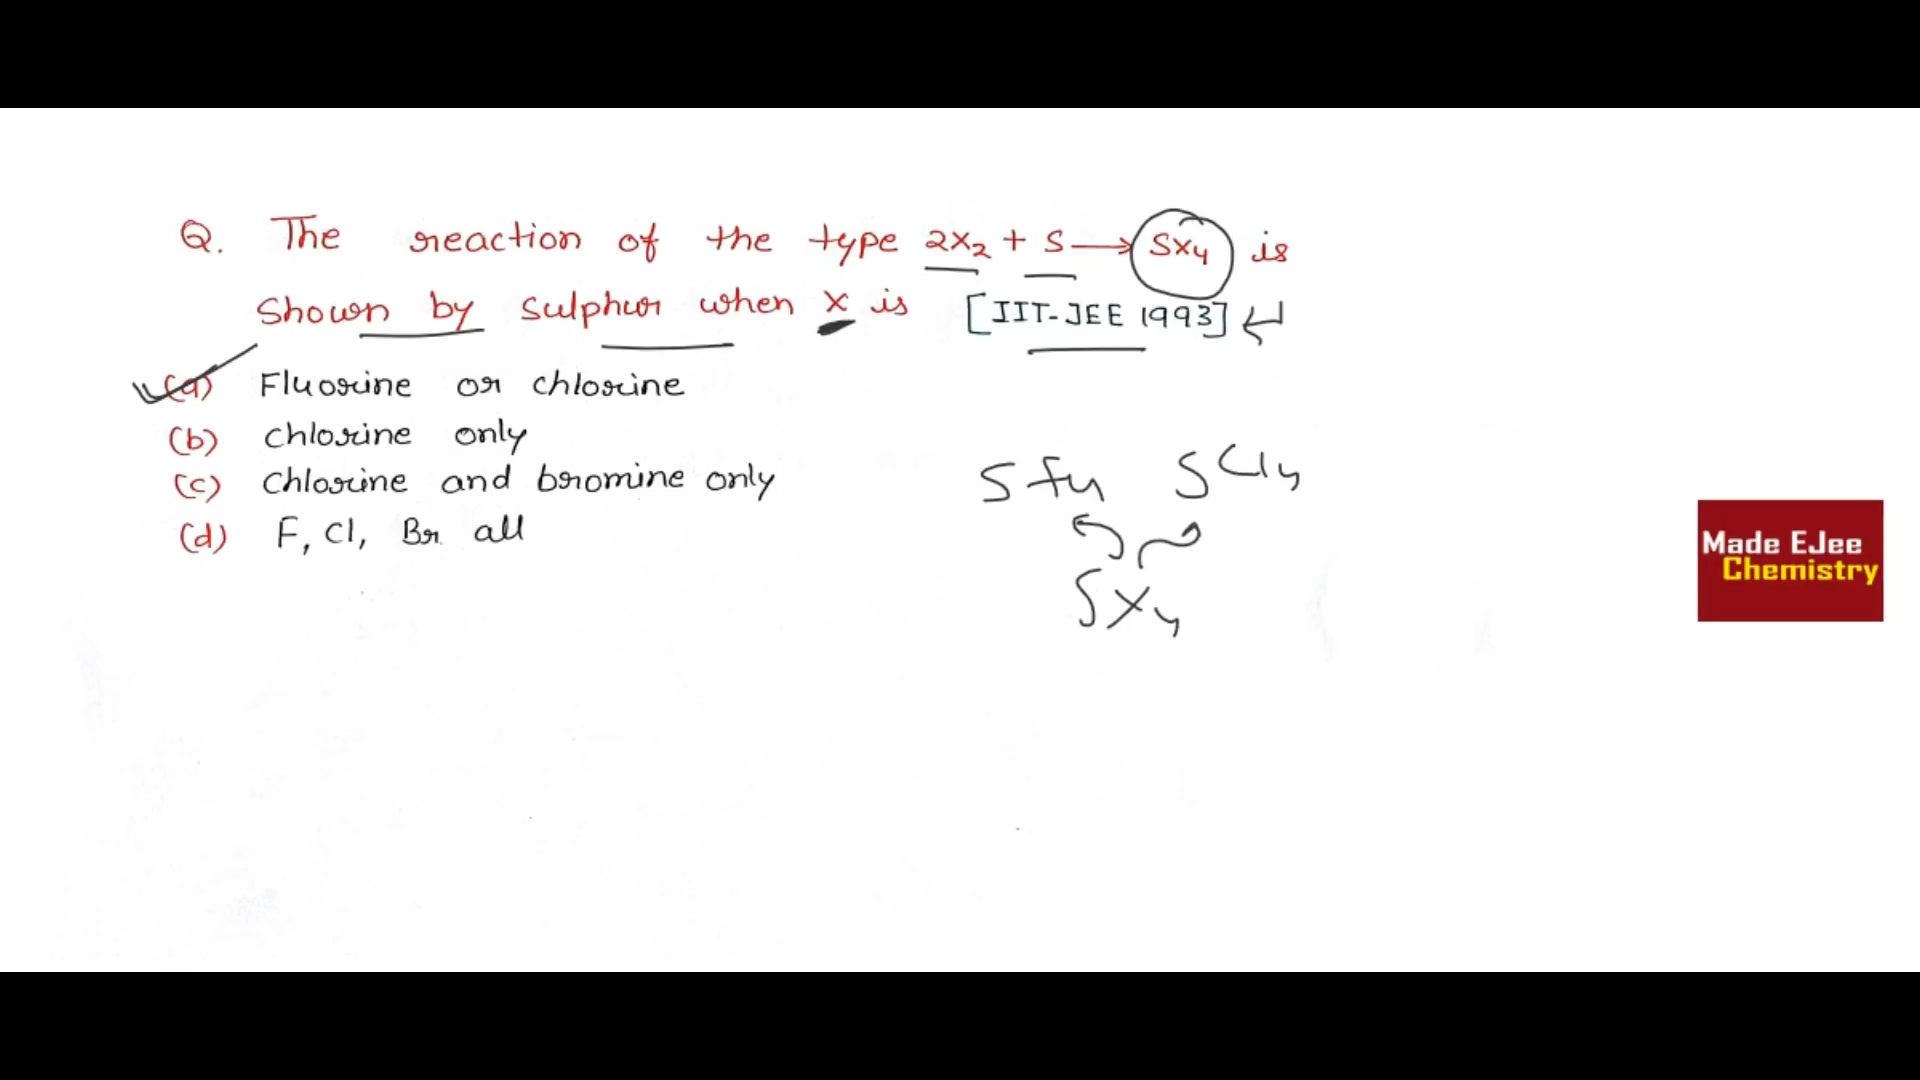 Q. The reaction of the type 2X2 + S → SX4 is
Shown by Sulphur when X is [IIT-JEE 1993]
(a) Fluorine or chlorine
(b) chlorine only
(c) Chlorine and bromine only
(d) F, Cl, Br all
SF4 SCl4
SX4
Made EJee
Chemistry